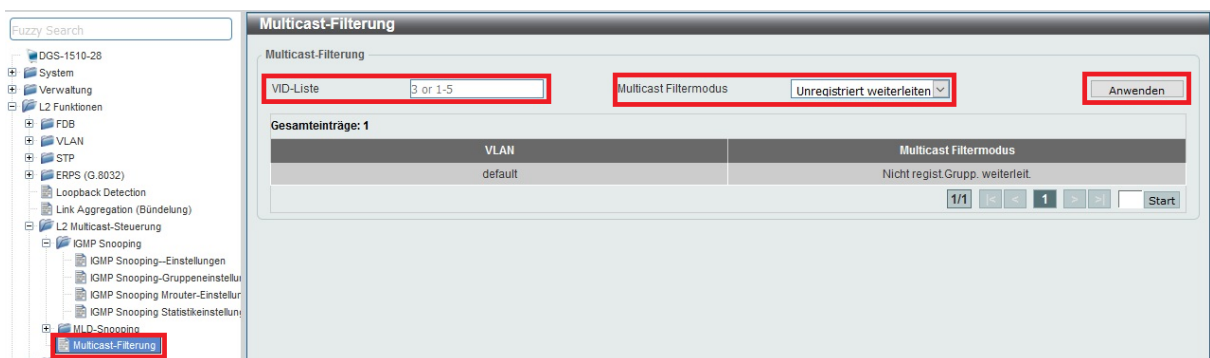 Fuzzy Search
DGS-1510-28
System
Verwaltung
L2 Funktionen
FDB
VLAN
STP
ERPS (G.8032)
Loopback Detection
Link Aggregation (Bündelung)
L2 Multicast-Steuerung
IGMP Snooping
IGMP Snooping--Einstellungen
IGMP Snooping-Gruppeneinstellu
IGMP Snooping Mrouter-Einstellur
IGMP Snooping Statistikeinstellung
MLD-Snooping
Multicast-Filterung
Multicast-Filterung
Multicast-Filterung
VID-Liste 3 or 1-5 Multicast Filtermodus Unregistriert weiterleiten Anwenden
Gesamteinträge: 1
VLAN Multicast Filtermodus
default Nicht regist.Grupp. weiterleit.
1/1 |< < 1 > >| Start